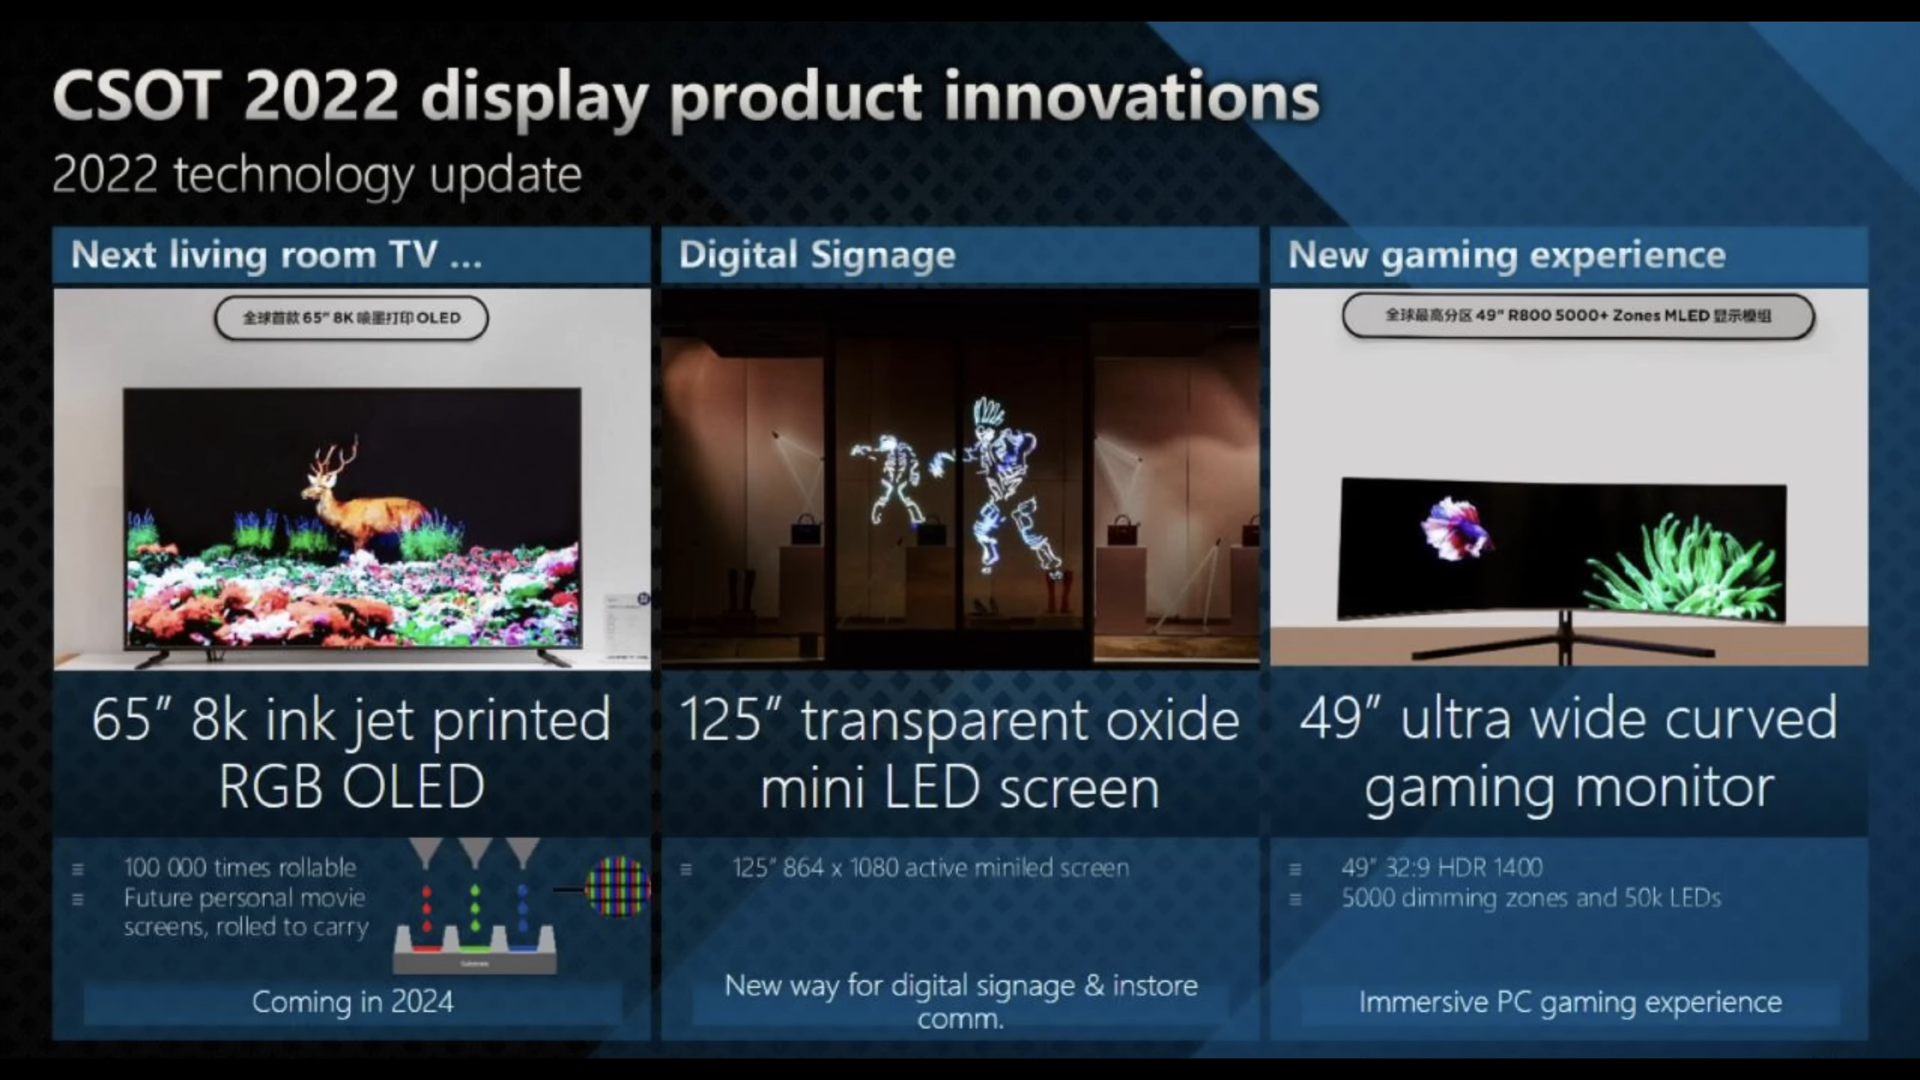 CSOT 2022 display product innovations
2022 technology update
Next living room TV ...
全球首款 65” 8K 喷墨打印 OLED
65” 8k ink jet printed
RGB OLED
≡ 100 000 times rollable
≡ Future personal movie
screens, rolled to carry
Substrate
Coming in 2024
Digital Signage
125” transparent oxide
mini LED screen
≡ 125” 864 x 1080 active miniled screen
New way for digital signage & instore
comm.
New gaming experience
全球最高分区 49” R800 5000+ Zones MLED 显示模组
49” ultra wide curved
gaming monitor
≡ 49” 32:9 HDR 1400
≡ 5000 dimming zones and 50k LEDs
Immersive PC gaming experience